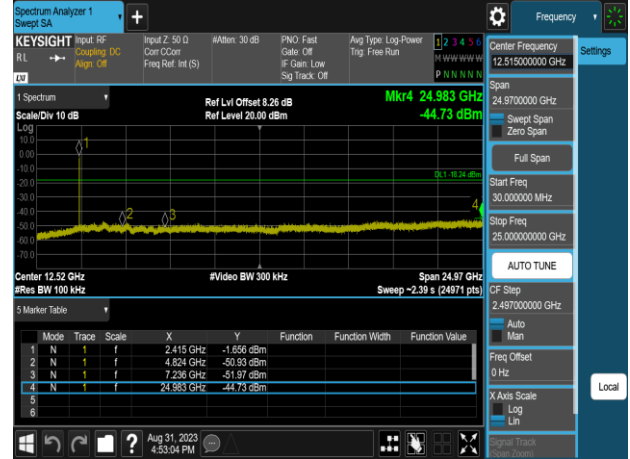 Spectrum Analyzer 1
Swept SA
Frequency
KEYSIGHT
RL
LXI
Input: RF
Coupling: DC
Align: Off
Input Z: 50 Ω
Corr CCorr
Freq Ref: Int (S)
#Atten: 30 dB
PNO: Fast
Gate: Off
IF Gain: Low
Sig Track: Off
Avg Type: Log-Power
Trig: Free Run
1 2 3 4 5 6
M W W W W W
P N N N N N
1 Spectrum
Scale/Div 10 dB
Ref Lvl Offset 8.26 dB
Ref Level 20.00 dBm
Mkr4 24.983 GHz
-44.73 dBm
Log
10.0
0.00
-10.0
-20.0
-30.0
-40.0
-50.0
-60.0
-70.0
1
2
3
4
DL1 -18.24 dBm
Center 12.52 GHz
#Res BW 100 kHz
#Video BW 300 kHz
Span 24.97 GHz
Sweep ~2.39 s (24971 pts)
5 Marker Table
Mode Trace Scale X Y Function Function Width Function Value
1 N 1 f 2.415 GHz -1.656 dBm
2 N 1 f 4.824 GHz -50.93 dBm
3 N 1 f 7.236 GHz -51.97 dBm
4 N 1 f 24.983 GHz -44.73 dBm
5
6
?
Aug 31, 2023
4:53:04 PM
Center Frequency
12.515000000 GHz
Settings
Span
24.9700000 GHz
Swept Span
Zero Span
Full Span
Start Freq
30.000000 MHz
Stop Freq
25.000000000 GHz
AUTO TUNE
CF Step
2.497000000 GHz
Auto
Man
Freq Offset
0 Hz
X Axis Scale
Log
Lin
Local
Signal Track
(Span Zoom)